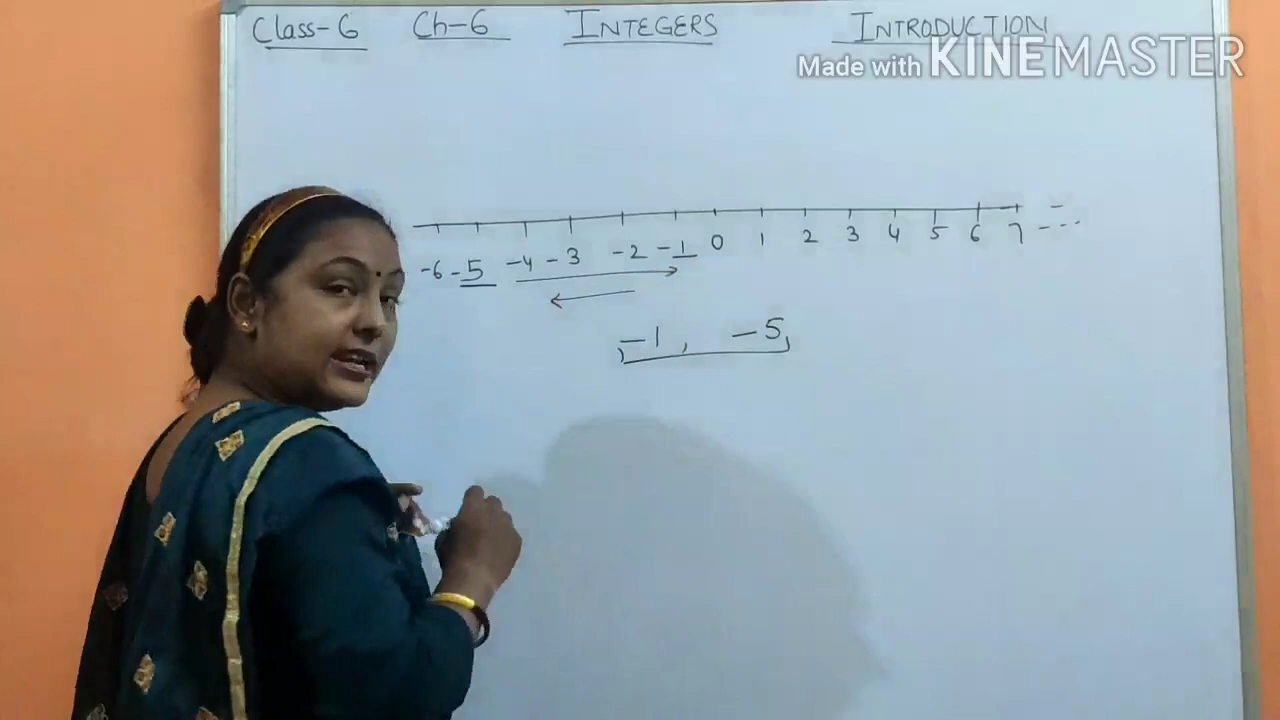 Class-6 Ch-6 INTEGERS INTRODUCTION
Made with KINEMASTER
-6 -5 -4 -3 -2 -1 0 1 2 3 4 5 6 7 ---
-1, -5,